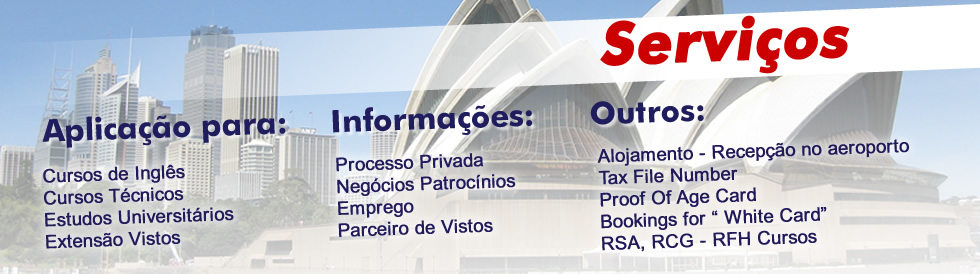 Serviços
Aplicação para:
Cursos de Inglês
Cursos Técnicos
Estudos Universitários
Extensão Vistos
Informações:
Processo Privada
Negócios Patrocínios
Emprego
Parceiro de Vistos
Outros:
Alojamento - Recepção no aeroporto
Tax File Number
Proof Of Age Card
Bookings for “ White Card”
RSA, RCG - RFH Cursos